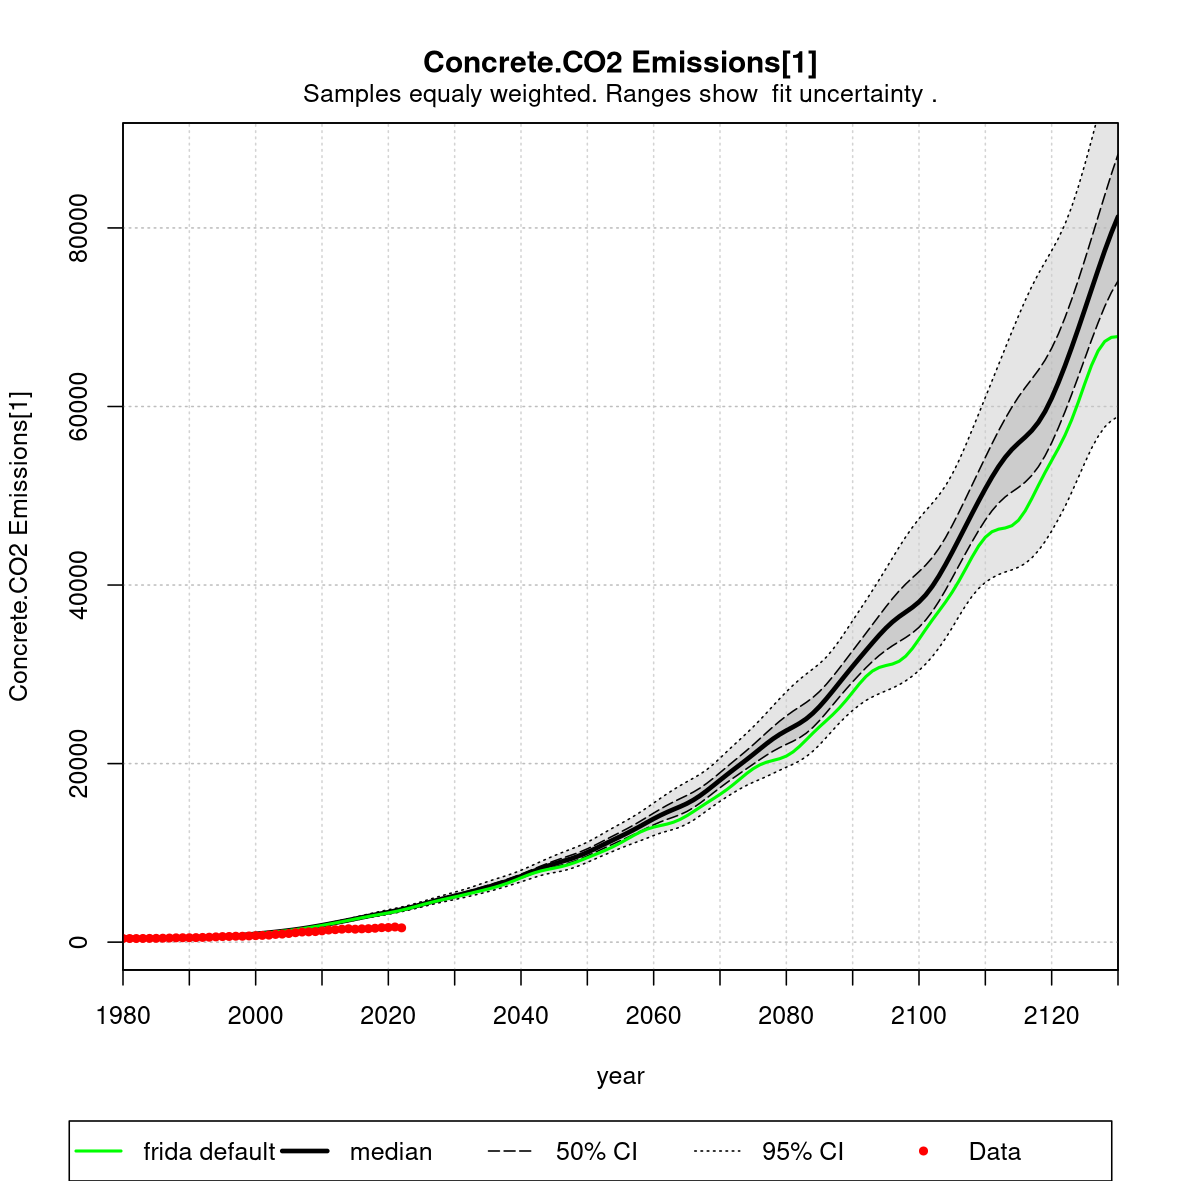 Concrete.CO2 Emissions[1]
Samples equaly weighted. Ranges show  fit uncertainty .
Concrete.CO2 Emissions[1]
80000
60000
40000
20000
0
1980 2000 2020 2040 2060 2080 2100 2120
year
frida default median 50% CI 95% CI Data